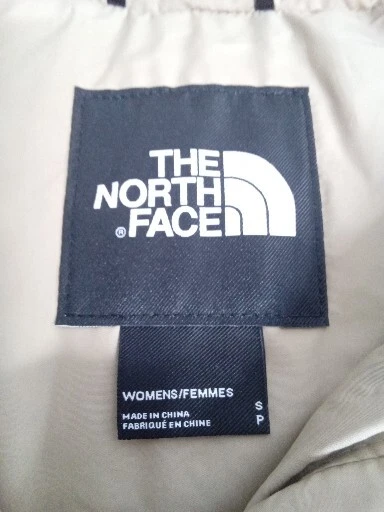 THE
NORTH
® FACE
WOMENS/FEMMES
MADE IN CHINA
FABRIQUÉ EN CHINE
S
P